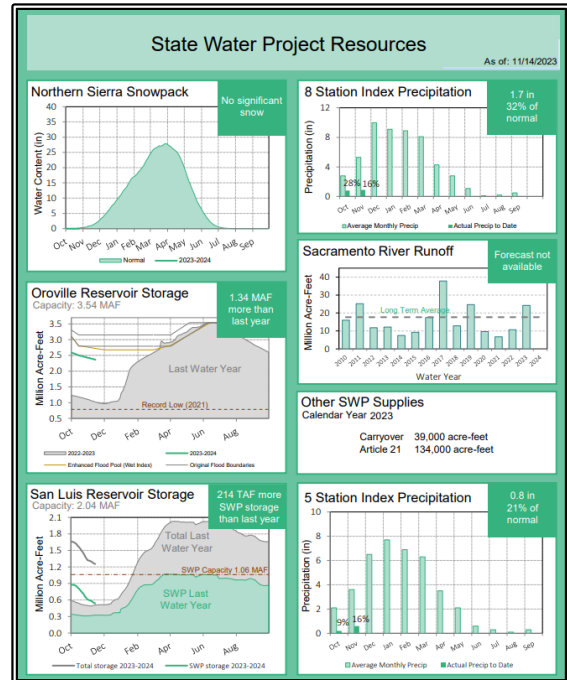 State Water Project Resources
As of: 11/14/2023
Northern Sierra Snowpack
No significant
snow
Water Content (in)
40
35
30
25
20
15
10
5
0
Oct
Nov
Dec
Jan
Feb
Mar
Apr
May
Jun
Jul
Aug
Sep
Normal
2023-2024
8 Station Index Precipitation
1.7 in
32% of
normal
Precipitation (in)
12
8
4
0
28%
16%
Oct
Nov
Dec
Jan
Feb
Mar
Apr
May
Jun
Jul
Aug
Sep
Average Monthly Precip
Actual Precip to Date
Oroville Reservoir Storage
Capacity: 3.54 MAF
1.34 MAF
more than
last year
Million Acre-Feet
3.5
3.0
2.5
2.0
1.5
1.0
0.5
Last Water Year
Record Low (2021)
Oct
Dec
Feb
Apr
Jun
Aug
2022-2023
2023-2024
Enhanced Flood Pool (Wet Index)
Original Flood Boundaries
Sacramento River Runoff
Forecast not
available
Million Acre-Feet
50
40
30
20
10
0
Long Term Average
2010
2011
2012
2013
2014
2015
2016
2017
2018
2019
2020
2021
2022
2023
2024
Water Year
Other SWP Supplies
Calendar Year 2023
Carryover 39,000 acre-feet
Article 21 134,000 acre-feet
San Luis Reservoir Storage
Capacity: 2.04 MAF
214 TAF more
SWP storage
than last year
Million Acre-Feet
2.1
1.8
1.5
1.2
0.9
0.6
0.3
0.0
Total Last
Water Year
SWP Capacity 1.06 MAF
SWP Last
Water Year
Oct
Dec
Feb
Apr
Jun
Aug
Total storage 2023-2024
SWP storage 2023-2024
5 Station Index Precipitation
0.8 in
21% of
normal
Precipitation (in)
10
8
6
4
2
0
9%
16%
Oct
Nov
Dec
Jan
Feb
Mar
Apr
May
Jun
Jul
Aug
Sep
Average Monthly Precip
Actual Precip to Date